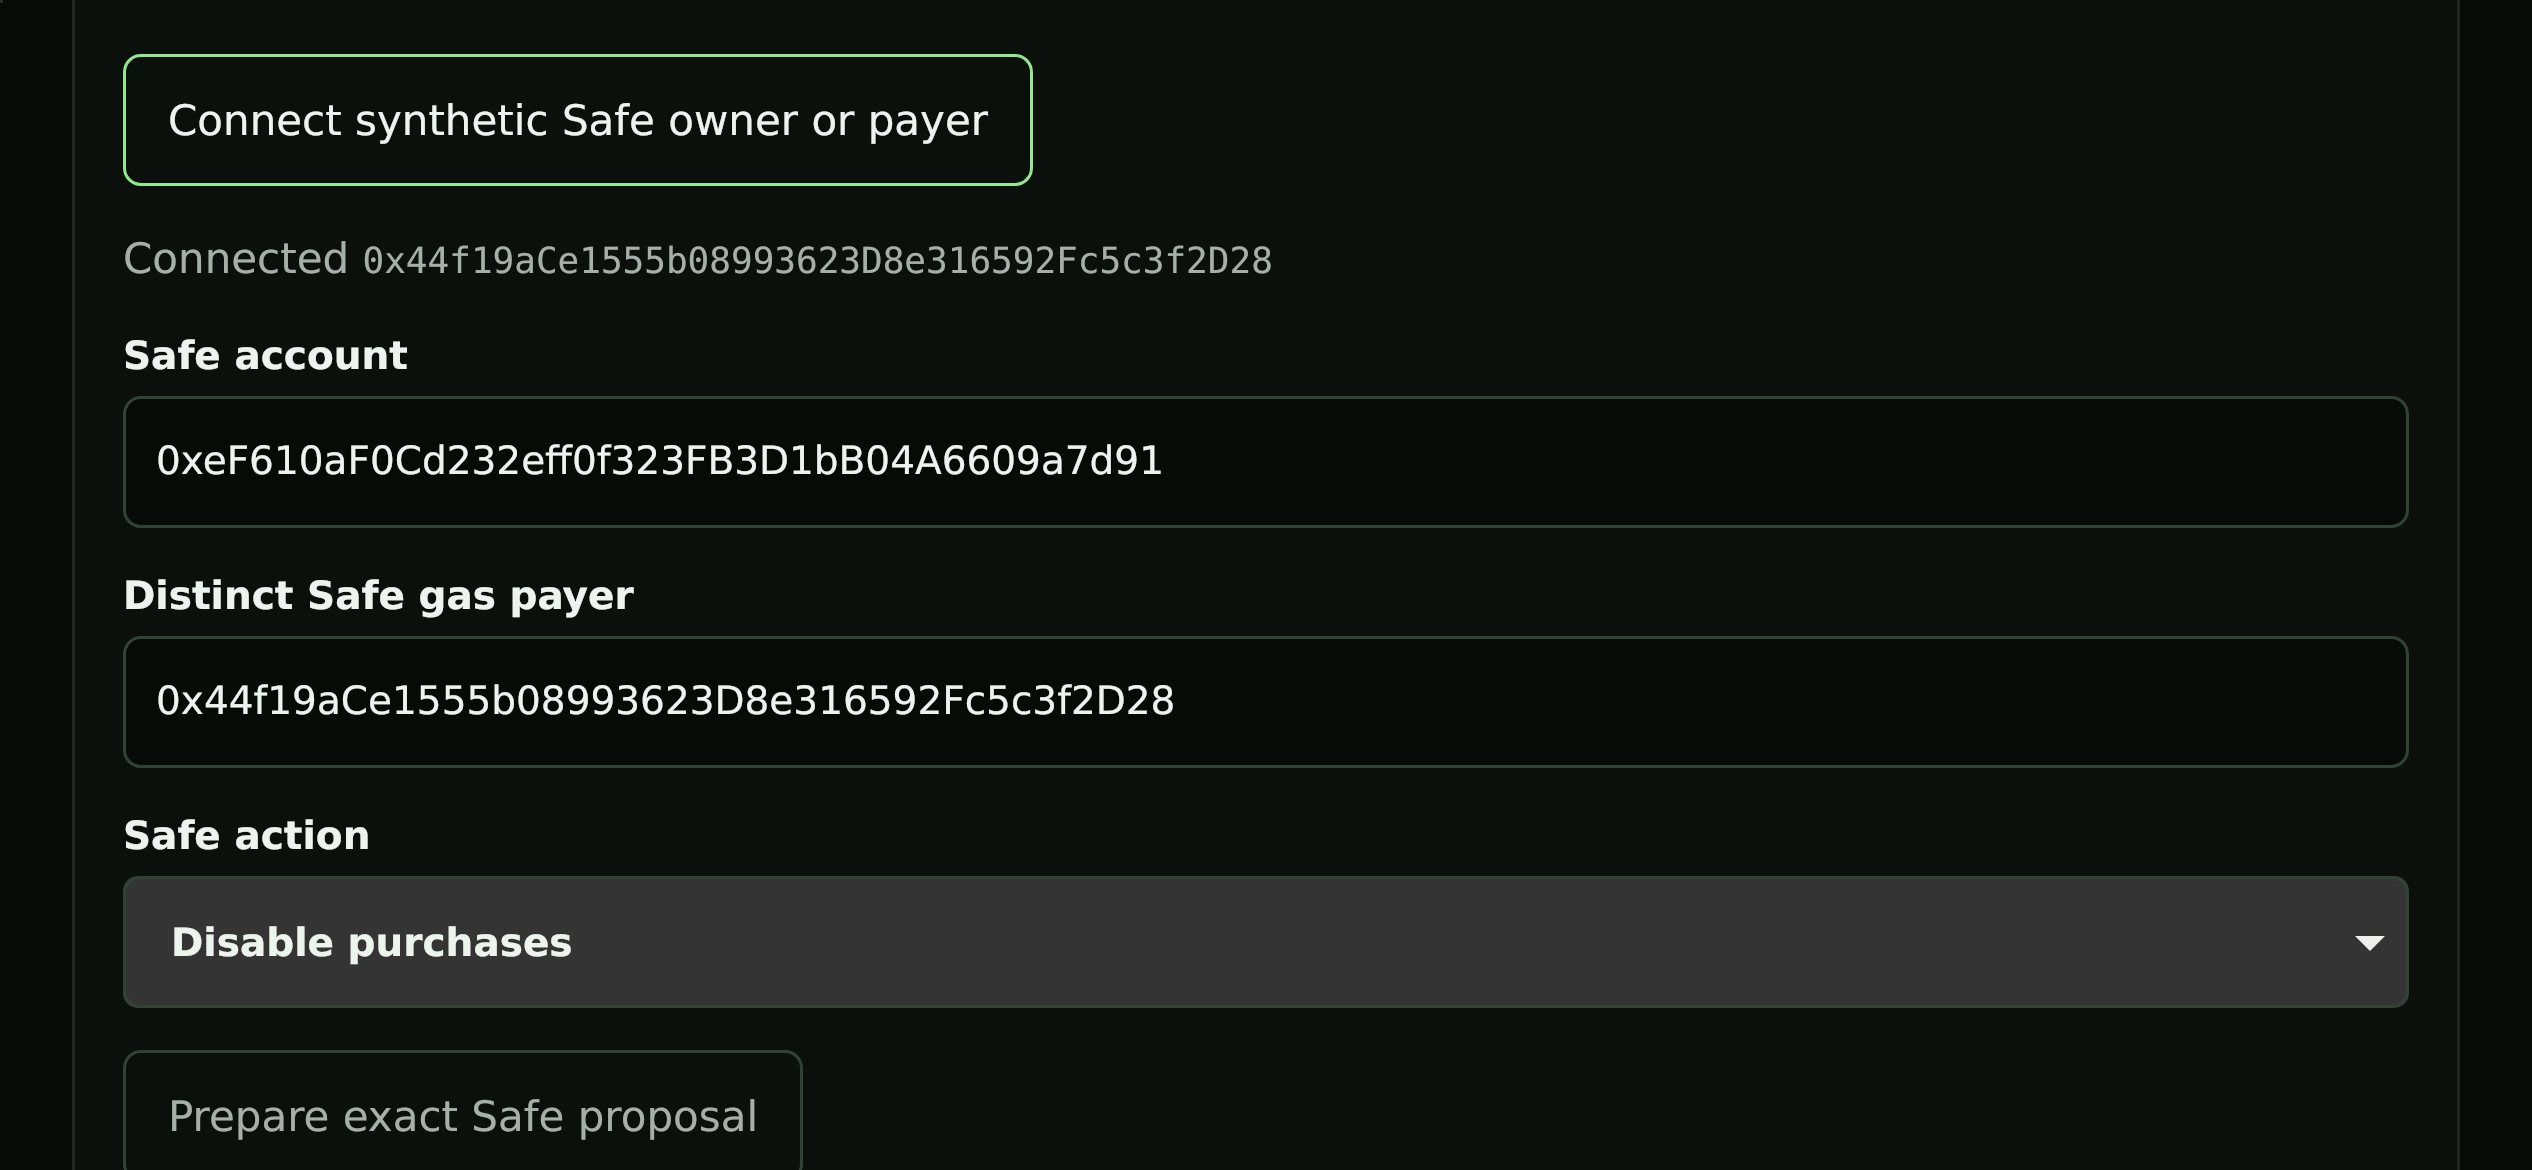 Connect synthetic Safe owner or payer
Connected 0x44f19aCe1555b08993623D8e316592Fc5c3f2D28
Safe account
0xeF610aF0Cd232eff0f323FB3D1bB04A6609a7d91
Distinct Safe gas payer
0x44f19aCe1555b08993623D8e316592Fc5c3f2D28
Safe action
Disable purchases
Prepare exact Safe proposal